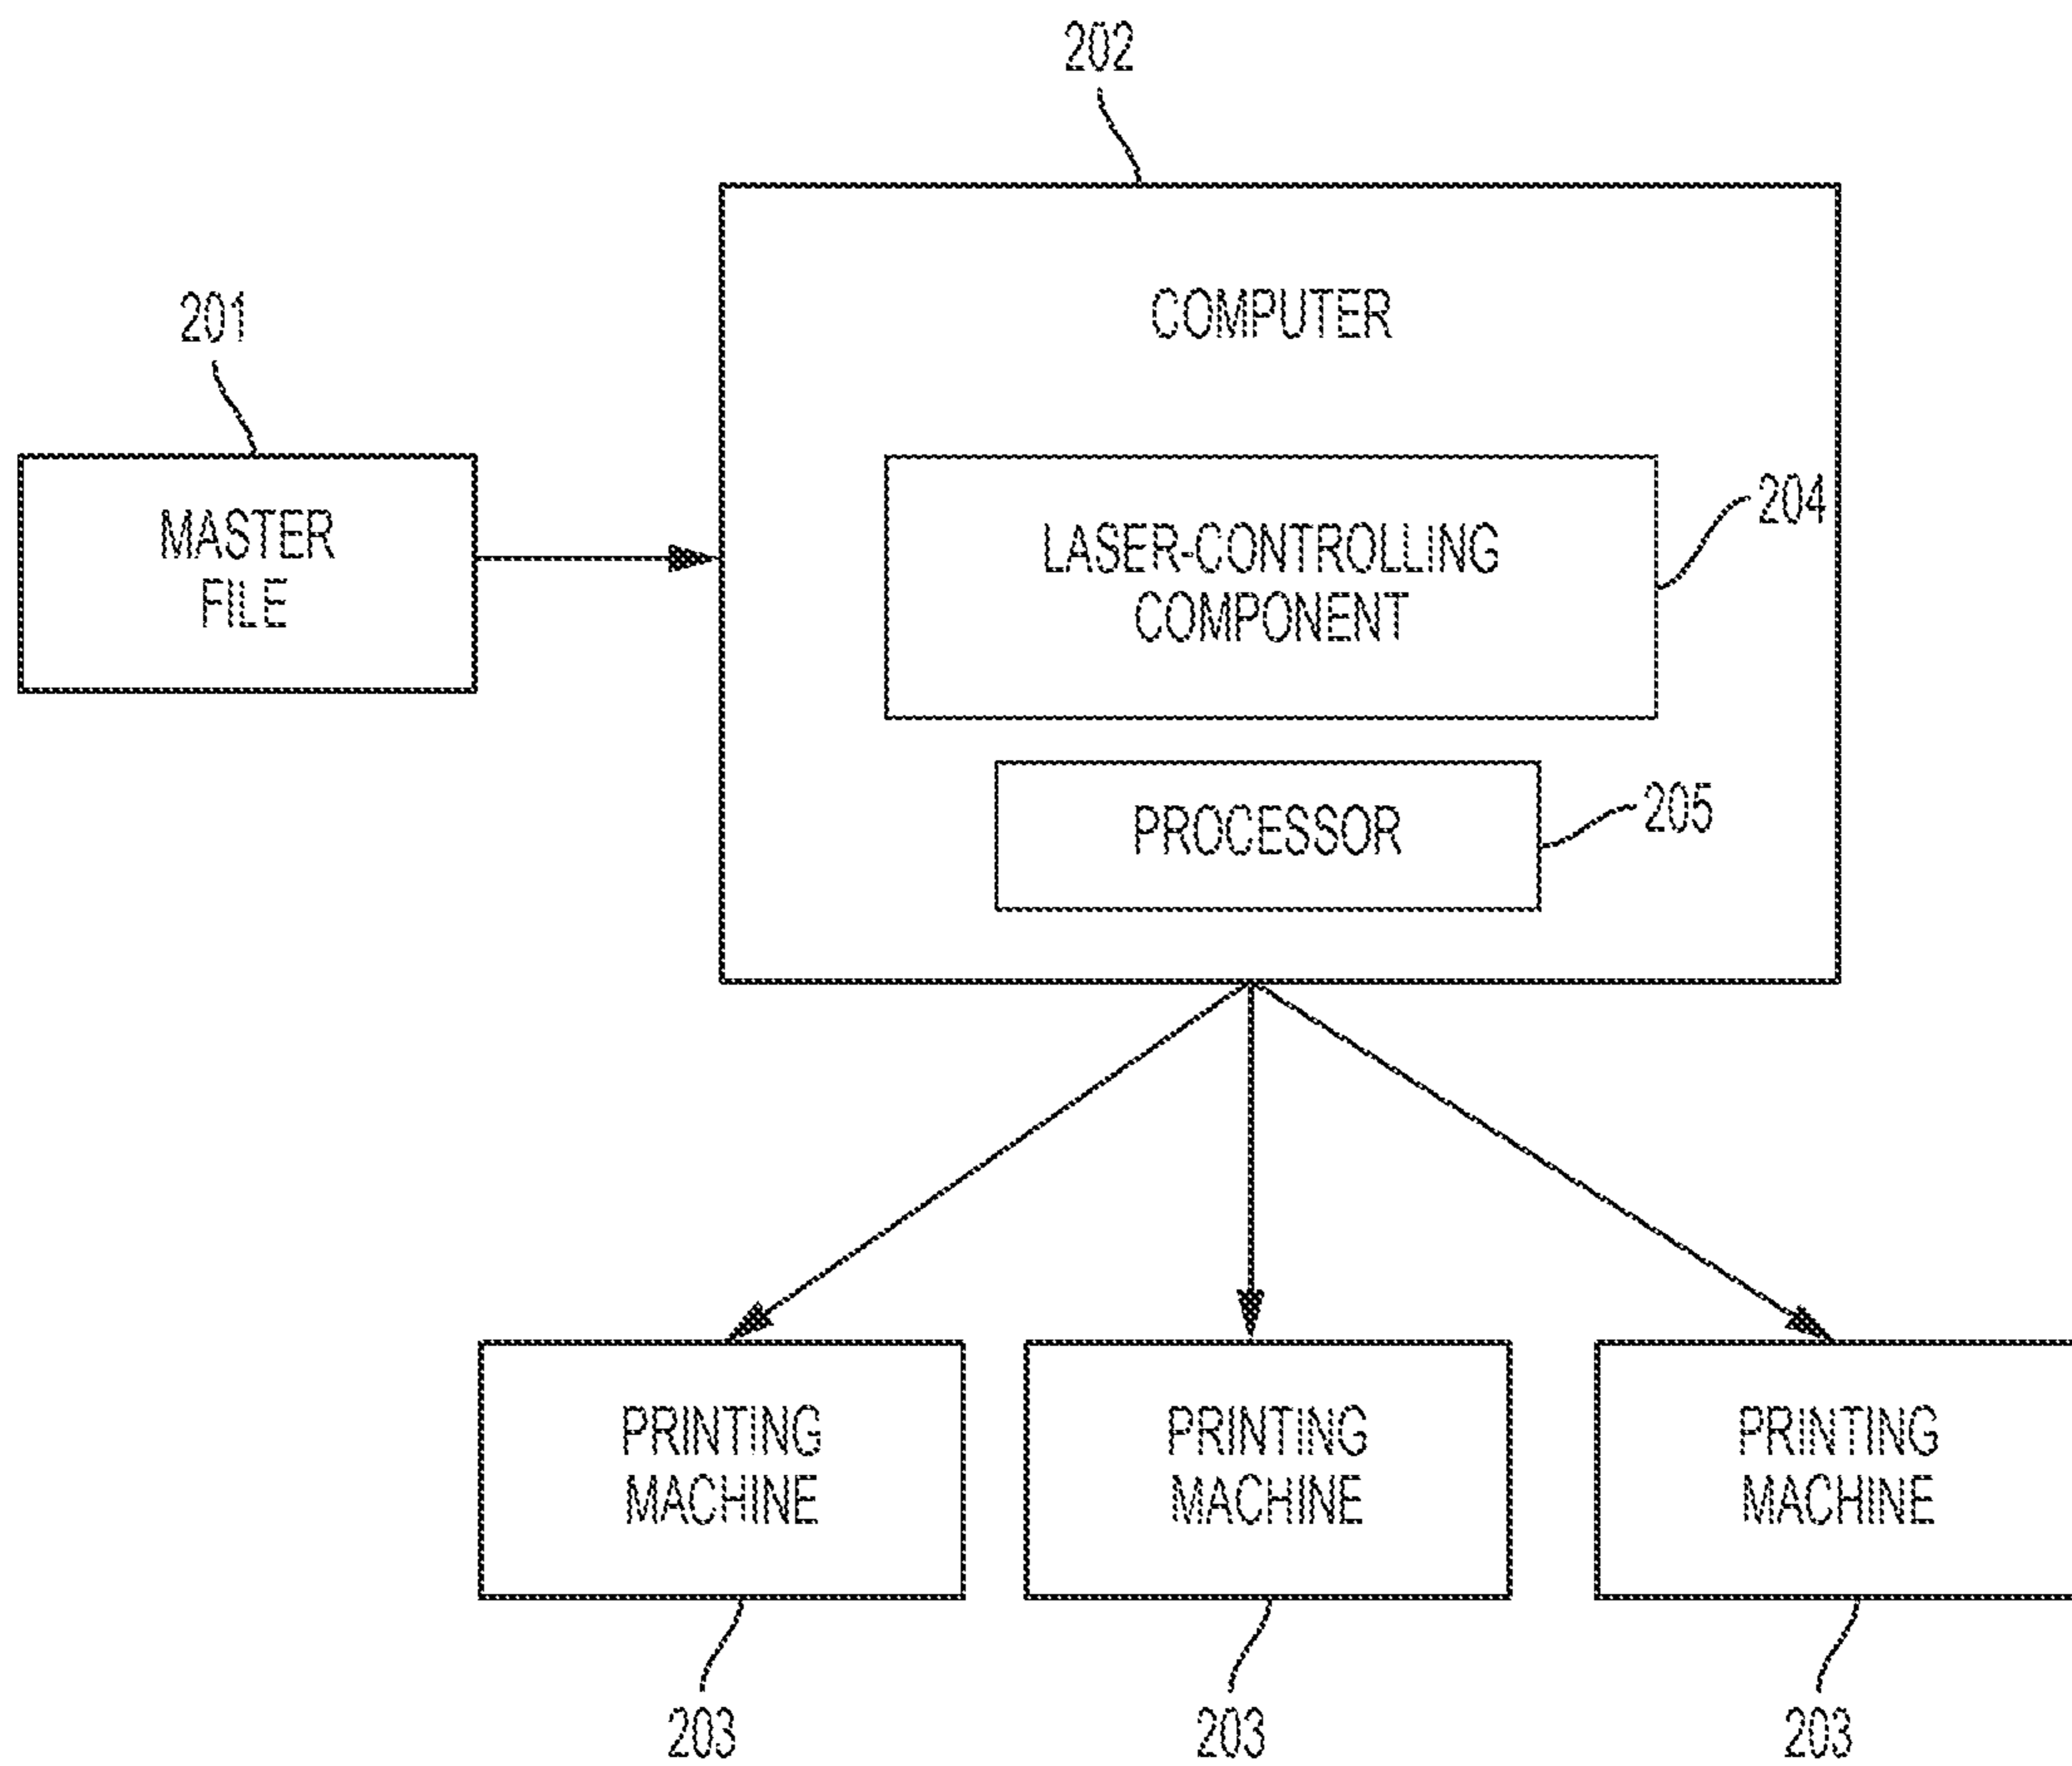 202
COMPUTER
201
MASTER
FILE
LASER-CONTROLLING
COMPONENT
204
PROCESSOR
205
PRINTING
MACHINE
PRINTING
MACHINE
PRINTING
MACHINE
203
203
203